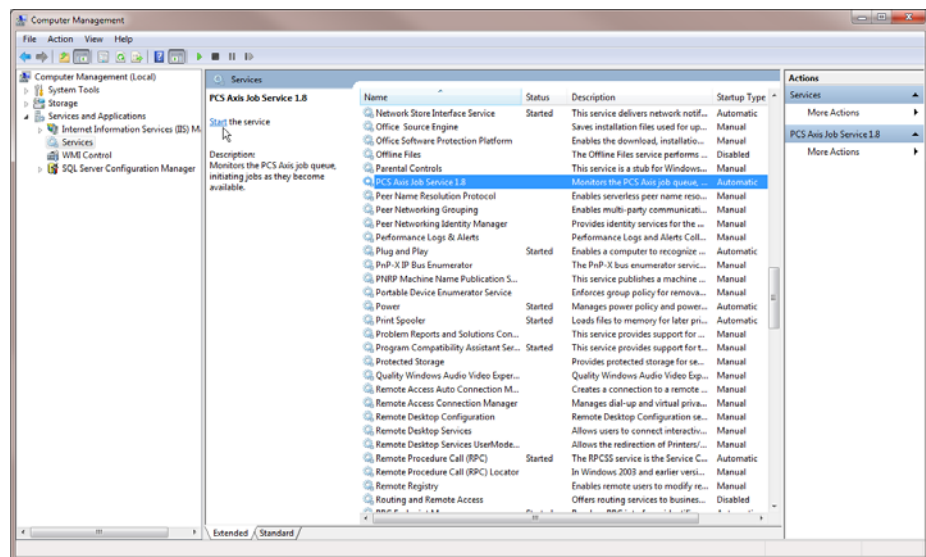 Computer Management
File Action View Help
Computer Management (Local)
System Tools
Storage
Services and Applications
Internet Information Services (IIS) M
Services
WMI Control
SQL Server Configuration Manager
Services
PCS Axis Job Service 1.8
Start the service
Description:
Monitors the PCS Axis job queue,
initiating jobs as they become
available.
Name Status Description Startup Type
Network Store Interface Service Started This service delivers network notif... Automatic
Office Source Engine Saves installation files used for up... Manual
Office Software Protection Platform Enables the download, installatio... Manual
Offline Files The Offline Files service performs ... Disabled
Parental Controls This service is a stub for Windows... Manual
PCS Axis Job Service 1.8 Monitors the PCS Axis job queue, ... Automatic
Peer Name Resolution Protocol Enables serverless peer name reso... Manual
Peer Networking Grouping Enables multi-party communicati... Manual
Peer Networking Identity Manager Provides identity services for the ... Manual
Performance Logs & Alerts Performance Logs and Alerts Coll... Manual
Plug and Play Started Enables a computer to recognize ... Automatic
PnP-X IP Bus Enumerator The PnP-X bus enumerator servic... Manual
PNRP Machine Name Publication S... This service publishes a machine ... Manual
Portable Device Enumerator Service Enforces group policy for remova... Manual
Power Started Manages power policy and power... Automatic
Print Spooler Started Loads files to memory for later pri... Automatic
Problem Reports and Solutions Con... This service provides support for ... Manual
Program Compatibility Assistant Ser... Started This service provides support for t... Manual
Protected Storage Provides protected storage for se... Manual
Quality Windows Audio Video Exper... Quality Windows Audio Video Exp... Manual
Remote Access Auto Connection M... Creates a connection to a remote ... Manual
Remote Access Connection Manager Manages dial-up and virtual priva... Manual
Remote Desktop Configuration Remote Desktop Configuration se... Manual
Remote Desktop Services Allows users to connect interactiv... Manual
Remote Desktop Services UserMode... Allows the redirection of Printers/... Manual
Remote Procedure Call (RPC) Started The RPCSS service is the Service C... Automatic
Remote Procedure Call (RPC) Locator In Windows 2003 and earlier versi... Manual
Remote Registry Enables remote users to modify re... Manual
Routing and Remote Access Offers routing services to busines... Disabled
Extended Standard
Actions
Services
More Actions
PCS Axis Job Service 1.8
More Actions